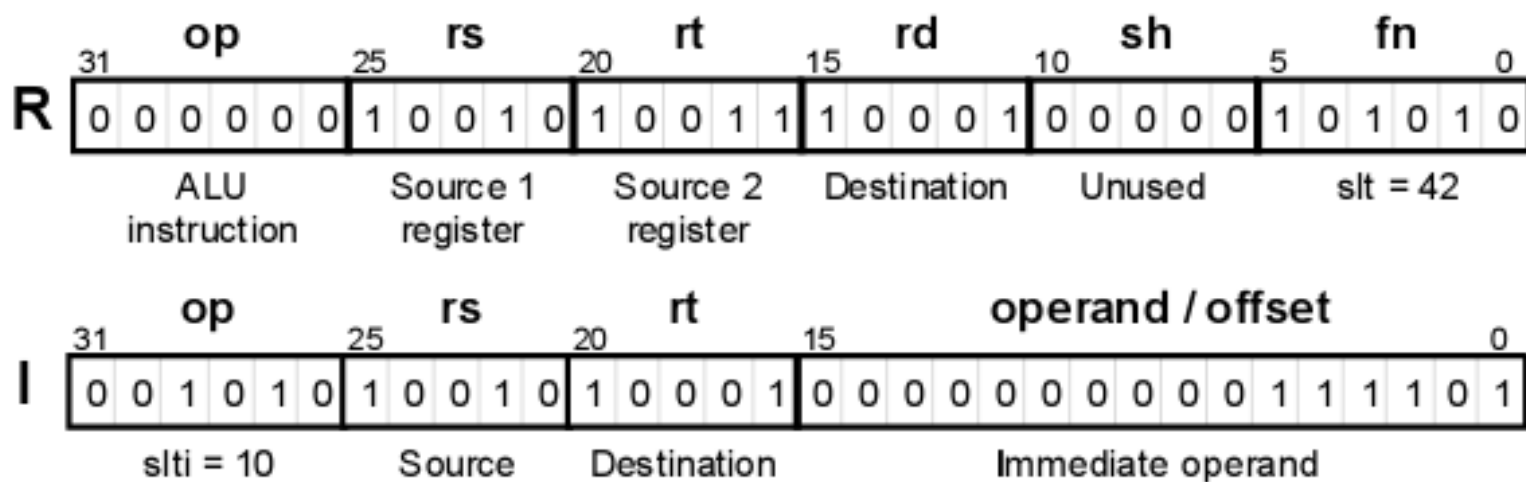 op rs rt rd sh fn
31 25 20 15 10 5 0
R 0 0 0 0 0 0 1 0 0 1 0 1 0 0 1 1 1 0 0 0 1 0 0 0 0 0 1 0 1 0 1 0
ALU Source 1 Source 2 Destination Unused slt = 42
instruction register register
op rs rt operand / offset
31 25 20 15 0
I 0 0 1 0 1 0 1 0 0 1 0 1 0 0 0 1 0 0 0 0 0 0 0 0 0 0 1 1 1 1 0 1
slti = 10 Source Destination Immediate operand